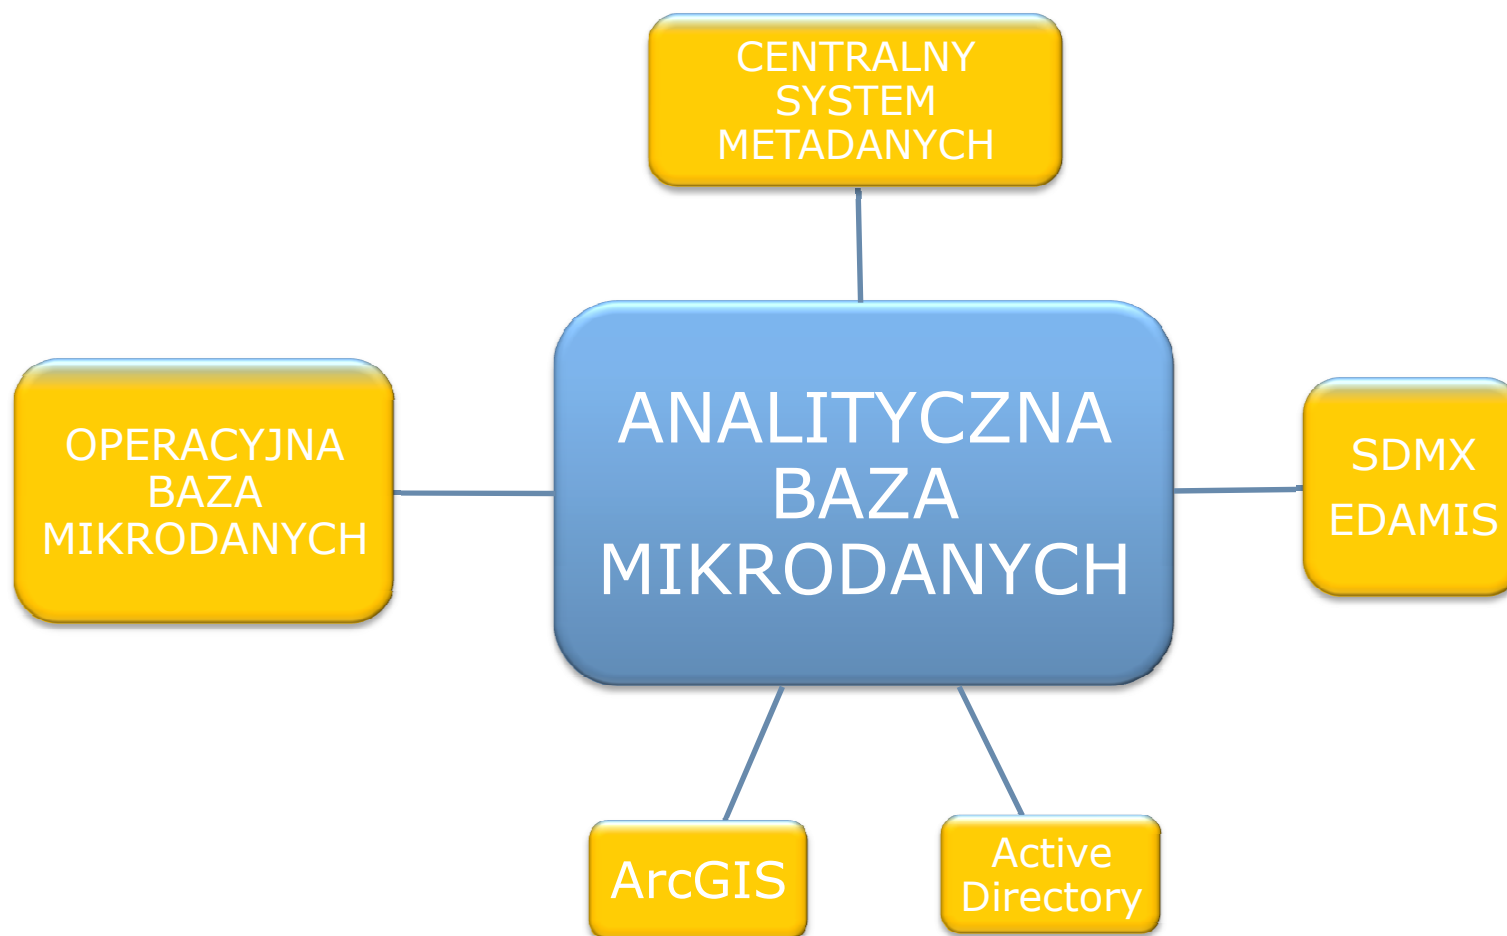 CENTRALNY
SYSTEM
METADANYCH
OPERACYJNA
BAZA
MIKRODANYCH
ANALITYCZNA
BAZA
MIKRODANYCH
SDMX
EDAMIS
ArcGIS
Active
Directory